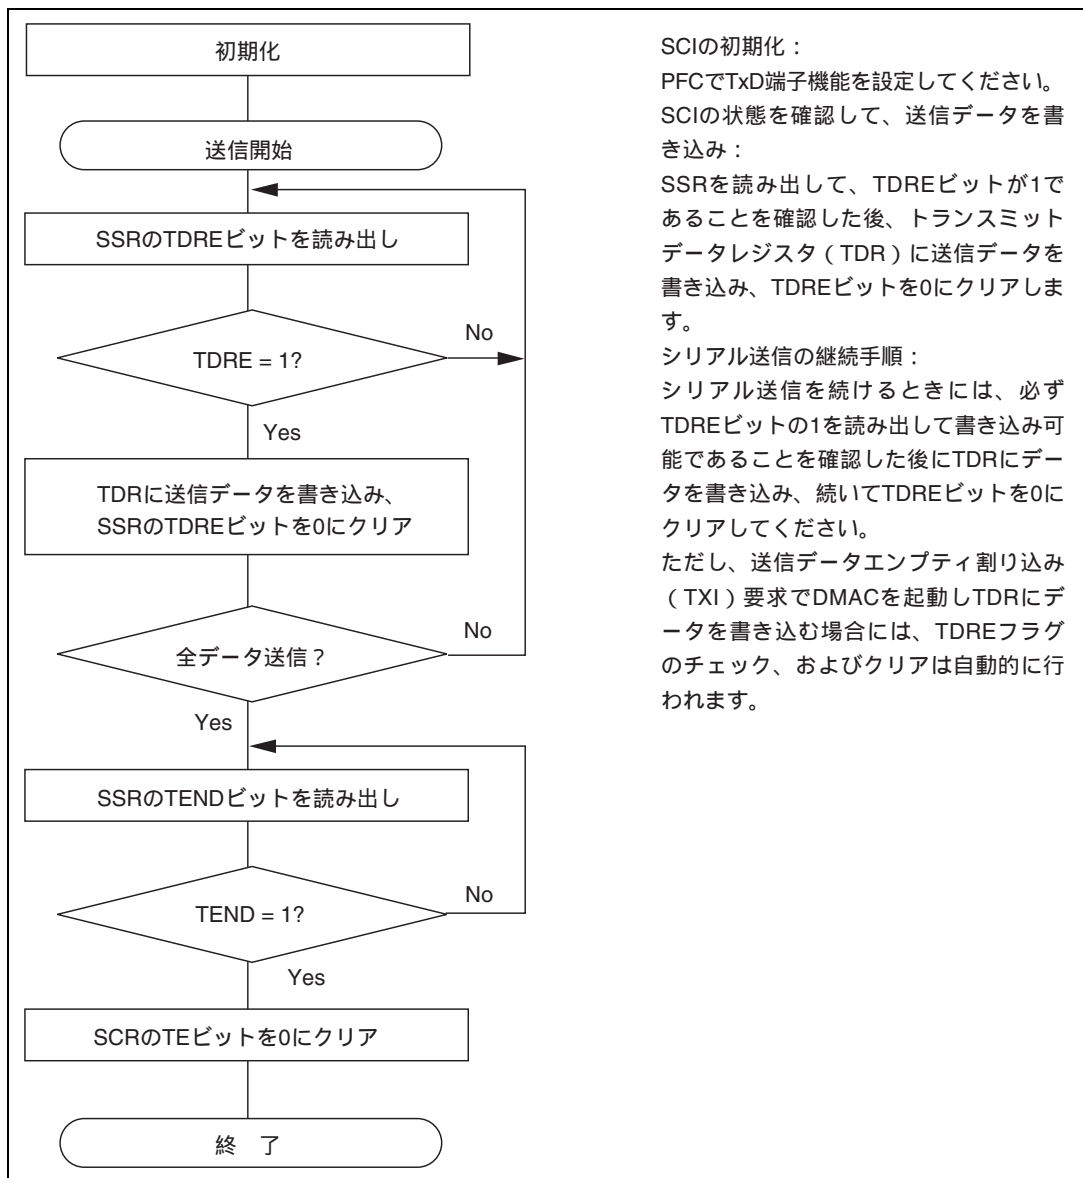 初期化
送信開始
SSRのTDREビットを読み出し
TDRE = 1?
No
Yes
TDRに送信データを書き込み、
SSRのTDREビットを0にクリア
全データ送信？
No
Yes
SSRのTENDビットを読み出し
TEND = 1?
No
Yes
SCRのTEビットを0にクリア
終　了
SCIの初期化：
PFCでTxD端子機能を設定してください。
SCIの状態を確認して、送信データを書
き込み：
SSRを読み出して、TDREビットが1で
あることを確認した後、トランスミット
データレジスタ（TDR）に送信データを
書き込み、TDREビットを0にクリアしま
す。
シリアル送信の継続手順：
シリアル送信を続けるときには、必ず
TDREビットの1を読み出して書き込み可
能であることを確認した後にTDRにデー
タを書き込み、続いてTDREビットを0に
クリアしてください。
ただし、送信データエンプティ割り込み
（TXI）要求でDMACを起動しTDRにデ
ータを書き込む場合には、TDREフラグ
のチェック、およびクリアは自動的に行
われます。